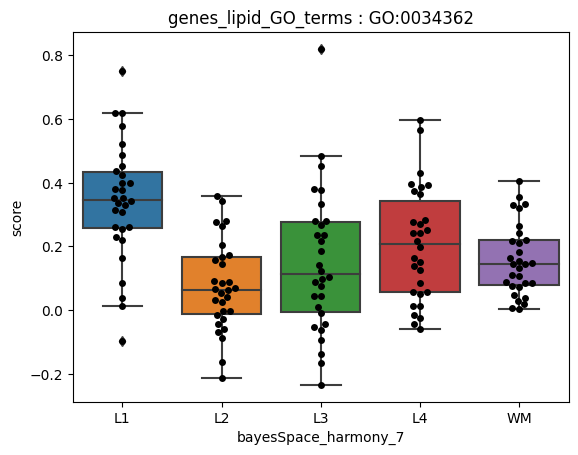 genes_lipid_GO_terms : GO:0034362
score
0.8
0.6
0.4
0.2
0.0
−0.2
L1 L2 L3 L4 WM
bayesSpace_harmony_7